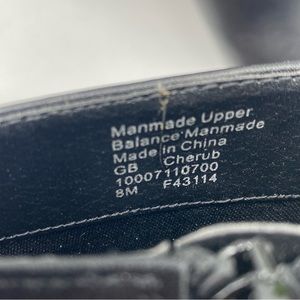 Manmade Upper
Balance Manmade
Made in China
GB Cherub
10007110700
8M F43114